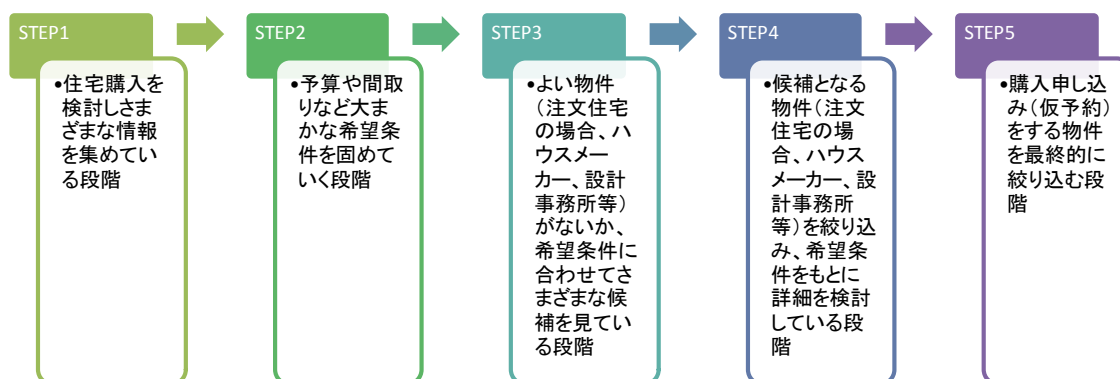 STEP1
•住宅購入を
検討しさま
ざまな情報
を集めてい
る段階
STEP2
•予算や間取
りなど大ま
かな希望条
件を固めて
いく段階
STEP3
•よい物件
(注文住宅
の場合、ハ
ウスメー
カー、設計
事務所等)
がないか、
希望条件に
合わせてさ
まざまな候
補を見てい
る段階
STEP4
•候補となる
物件(注文
住宅の場
合、ハウス
メーカー、設
計事務所
等)を絞り込
み、希望条
件をもとに
詳細を検討
している段
階
STEP5
•購入申し込
み(仮予約)
をする物件
を最終的に
絞り込む段
階